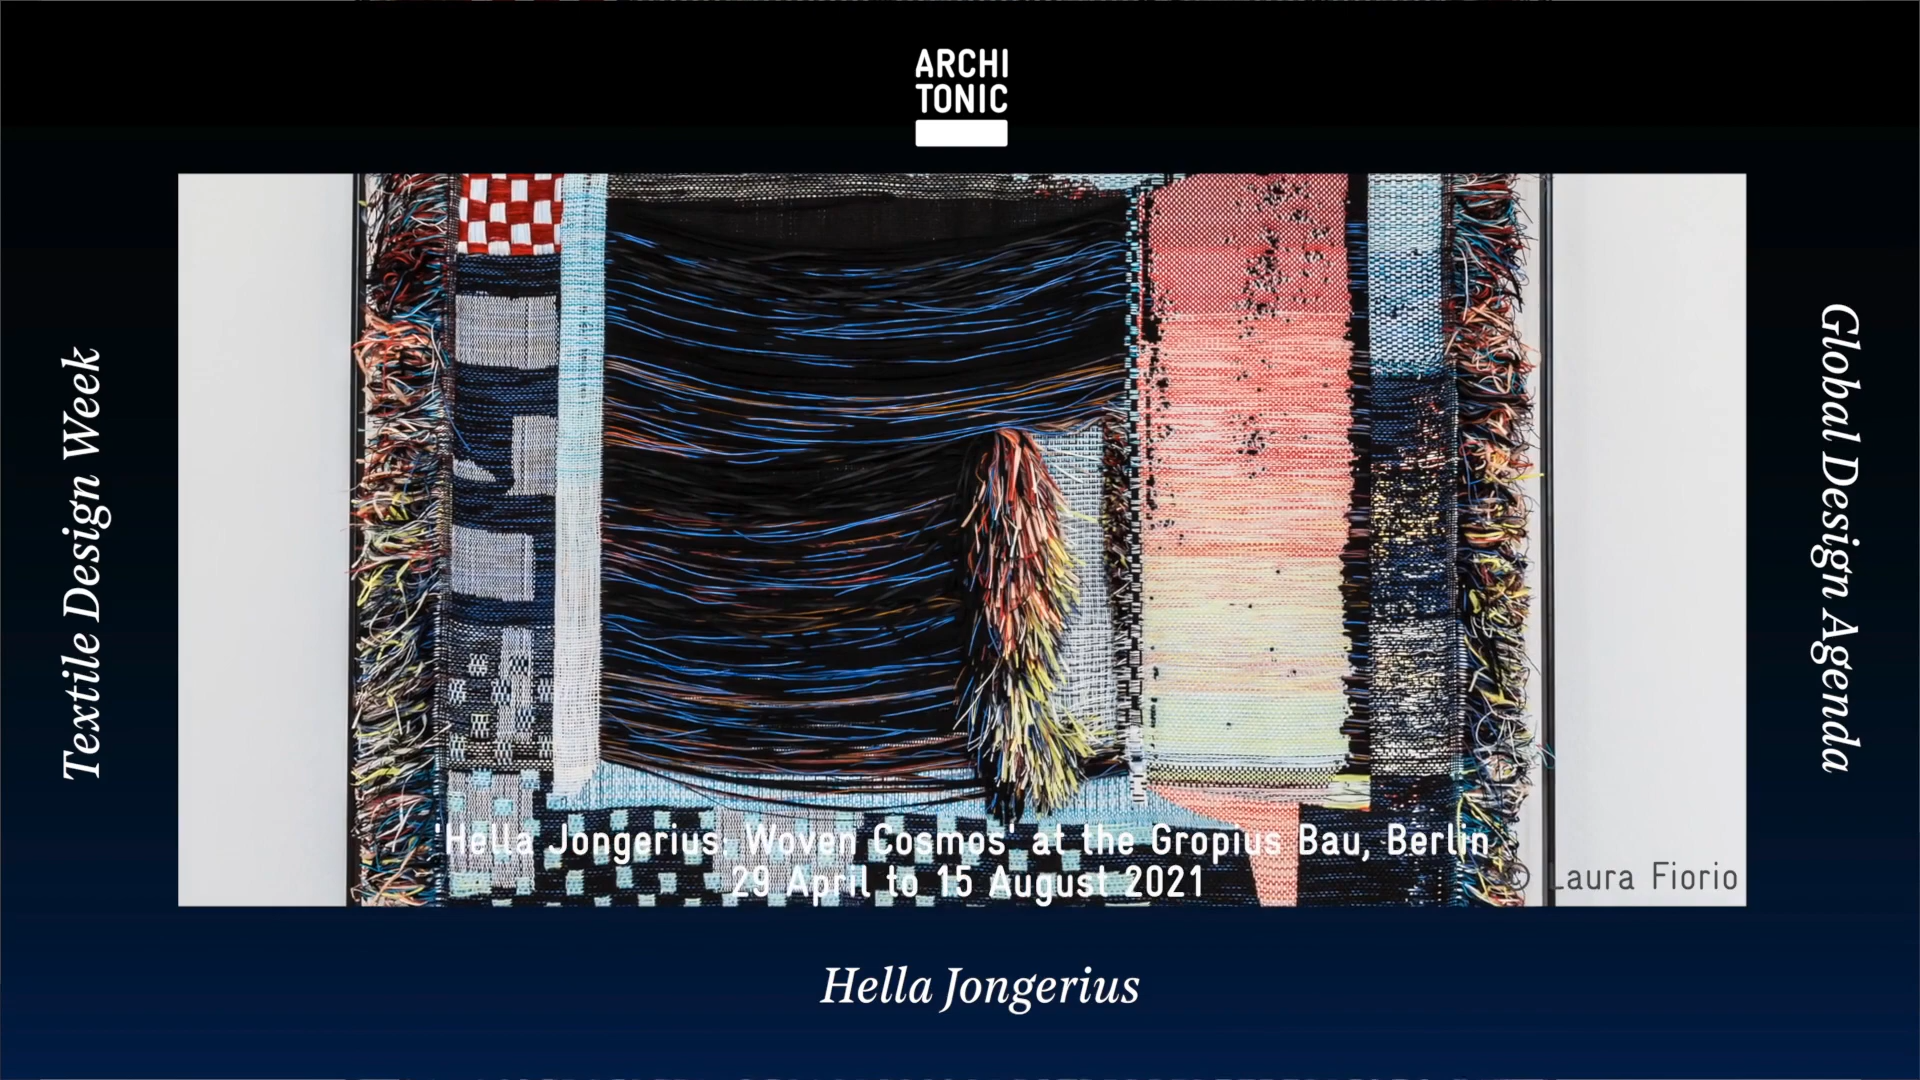 ARCHI
TONIC
Textile Design Week
Global Design Agenda
'Hella Jongerius: Woven Cosmos' at the Gropius Bau, Berlin
29 April to 15 August 2021
© Laura Fiorio
Hella Jongerius